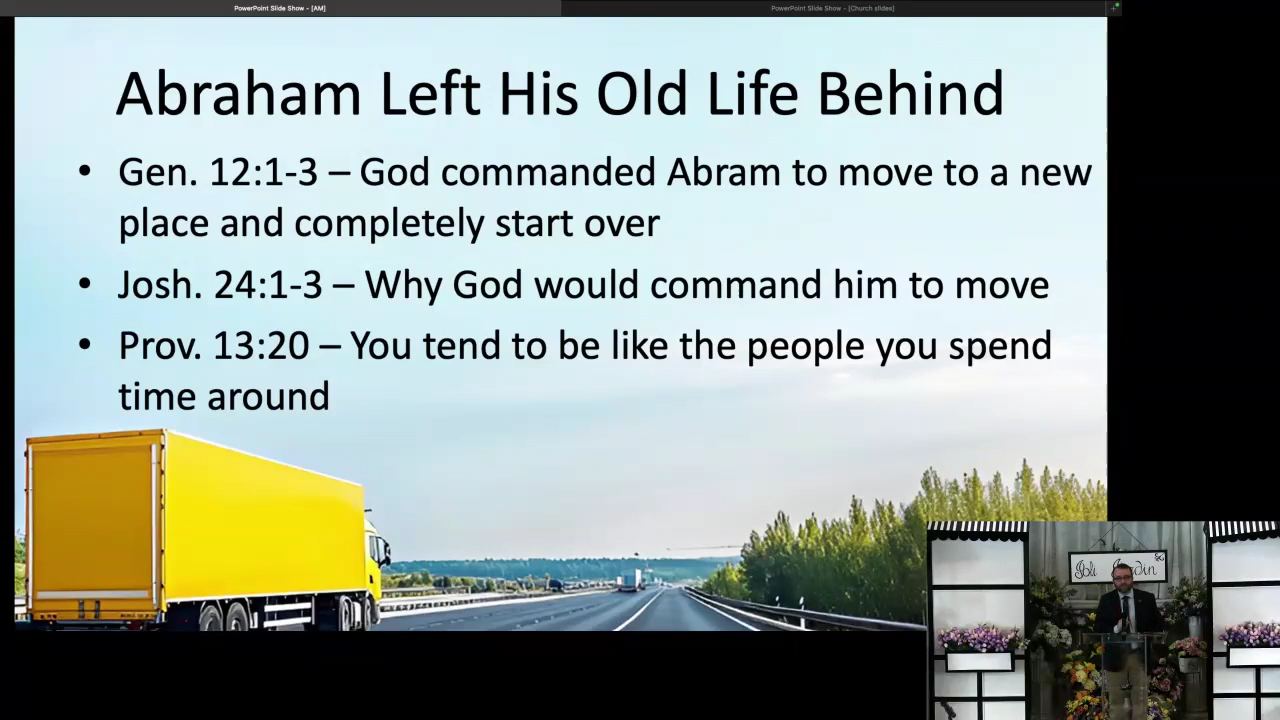 PowerPoint Slide Show - [AM]
PowerPoint Slide Show - [Church slides]
Abraham Left His Old Life Behind
• Gen. 12:1-3 – God commanded Abram to move to a new
place and completely start over
• Josh. 24:1-3 – Why God would command him to move
• Prov. 13:20 – You tend to be like the people you spend
time around